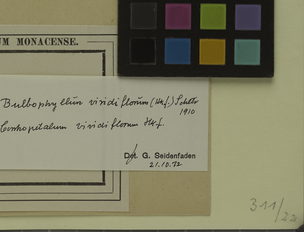 UM MONACENSE.
Bulbophyllum viridiflorum (Hk.f.) Schltr
1910
Cirrhopetalum viridiflorum Hk.f.
Det. G. Seidenfaden
21.10.72
311/22